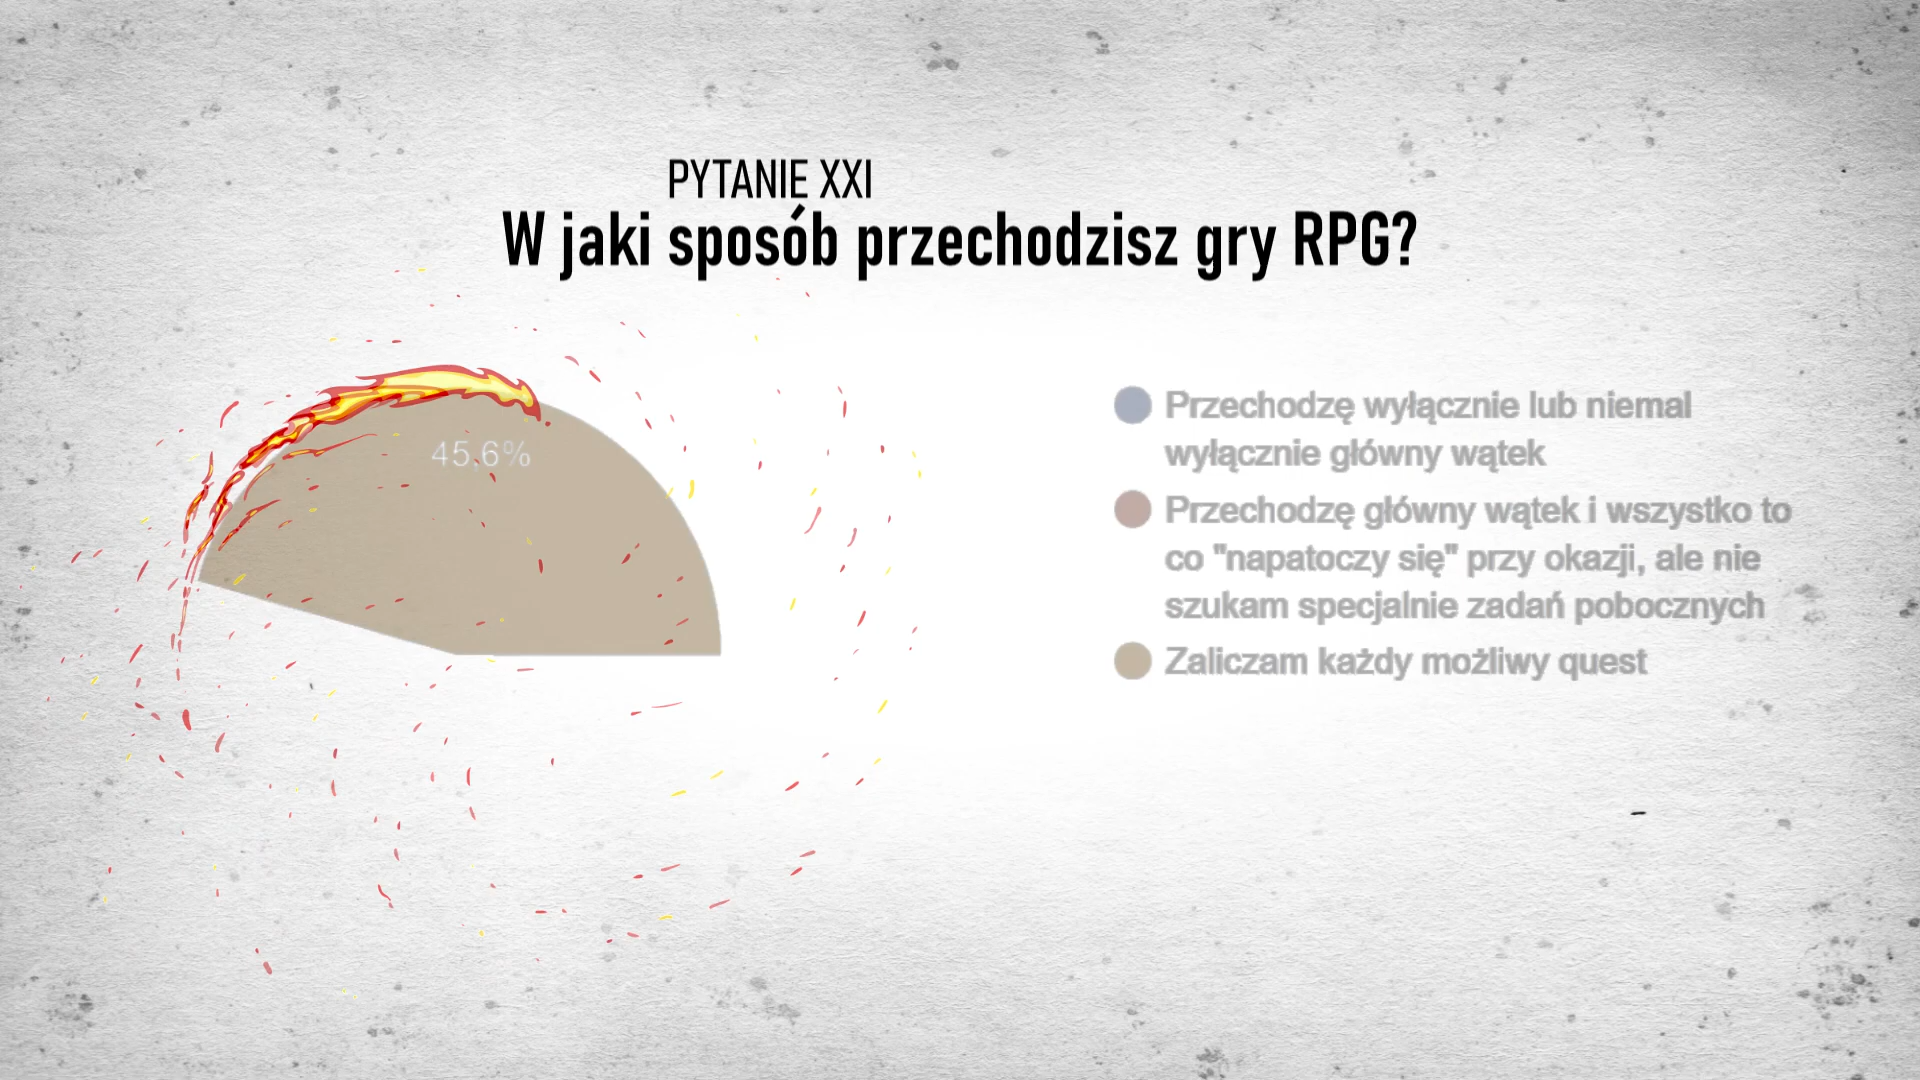 PYTANIE XXI
W jaki sposób przechodzisz gry RPG?
45,6%
Przechodzę wyłącznie lub niemal
wyłącznie główny wątek
Przechodzę główny wątek i wszystko to
co "napatoczy się" przy okazji, ale nie
szukam specjalnie zadań pobocznych
Zaliczam każdy możliwy quest